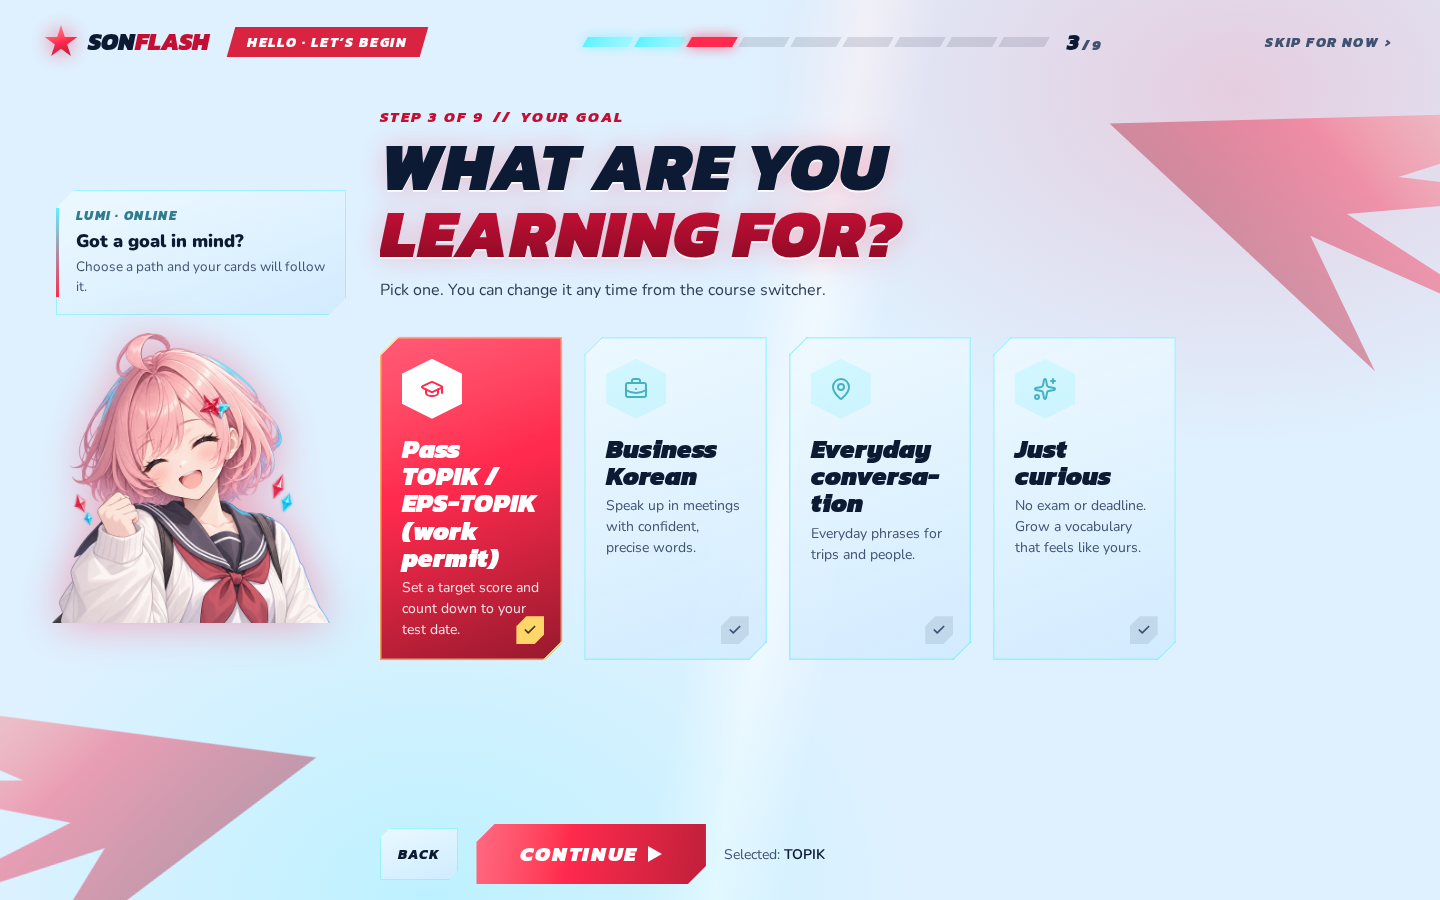 SONFLASH
HELLO · LET'S BEGIN
3 / 9
SKIP FOR NOW >
STEP 3 OF 9 // YOUR GOAL
WHAT ARE YOU
LEARNING FOR?
Pick one. You can change it any time from the course switcher.
LUMI · ONLINE
Got a goal in mind?
Choose a path and your cards will follow
it.
Pass
TOPIK /
EPS-TOPIK
(work
permit)
Set a target score and
count down to your
test date.
Business
Korean
Speak up in meetings
with confident,
precise words.
Everyday
conversa-
tion
Everyday phrases for
trips and people.
Just
curious
No exam or deadline.
Grow a vocabulary
that feels like yours.
BACK
CONTINUE ▶
Selected: TOPIK